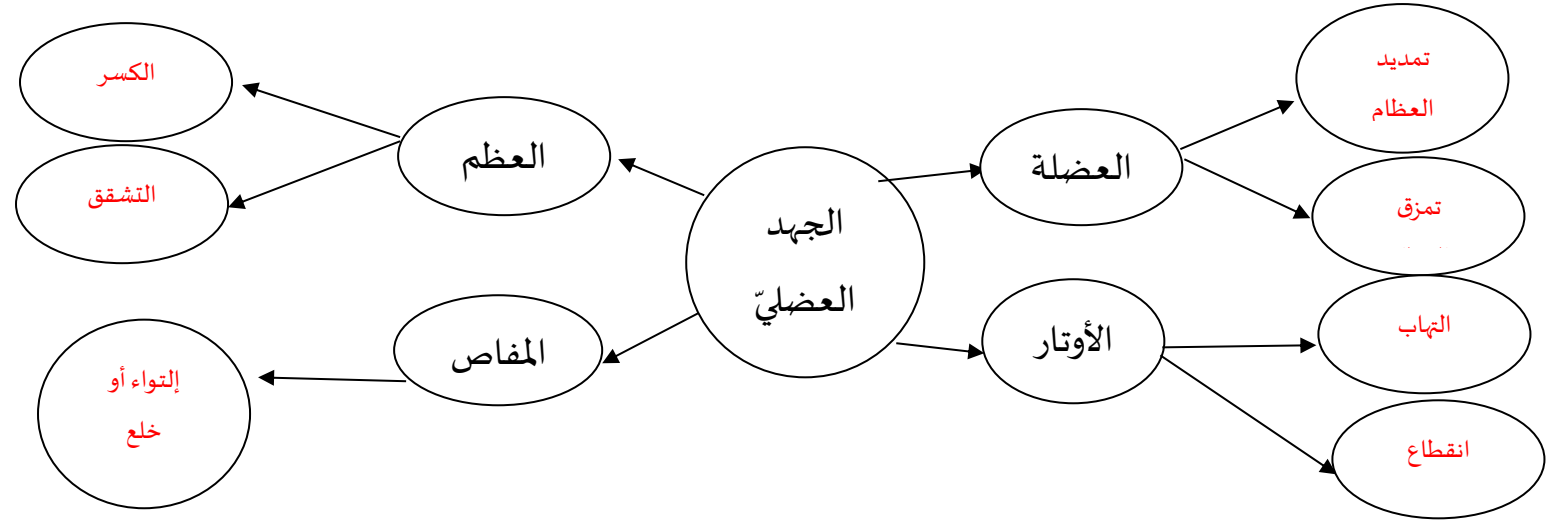 تمديد
العظام
الكسر
العضلة
العظم
تمزق
التشقق
الجهد
العضليّ
التهاب
الأوتار
المفاص
إلتواء أو
خلع
انقطاع